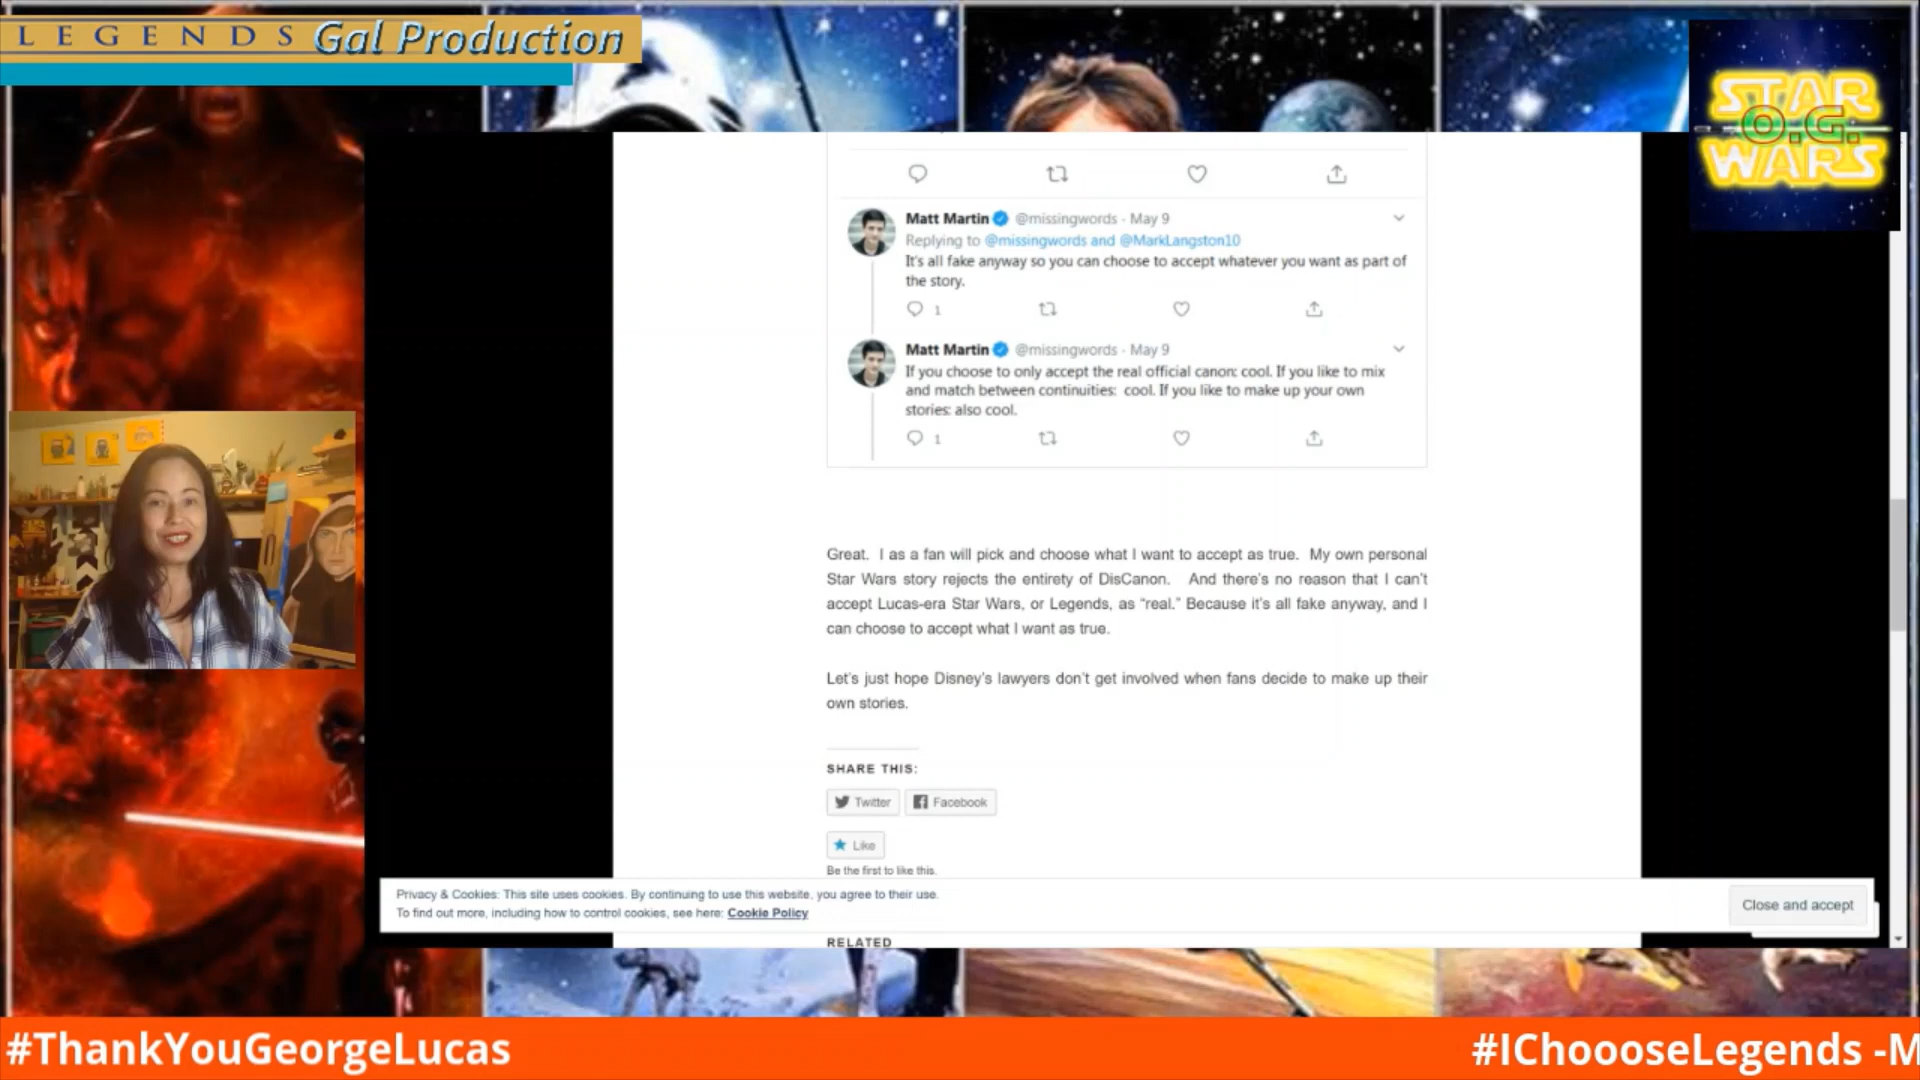 LEGENDS Gal Production
STAR
O.G.
WARS
Matt Martin @missingwords · May 9
Replying to @missingwords and @MarkLangston10
It's all fake anyway so you can choose to accept whatever you want as part of
the story.
1
Matt Martin @missingwords · May 9
If you choose to only accept the real official canon: cool. If you like to mix
and match between continuities: cool. If you like to make up your own
stories: also cool.
1
Great. I as a fan will pick and choose what I want to accept as true. My own personal
Star Wars story rejects the entirety of DisCanon. And there's no reason that I can't
accept Lucas-era Star Wars, or Legends, as “real.” Because it's all fake anyway, and I
can choose to accept what I want as true.
Let's just hope Disney's lawyers don't get involved when fans decide to make up their
own stories.
SHARE THIS:
Twitter Facebook
Like
Be the first to like this.
Privacy & Cookies: This site uses cookies. By continuing to use this website, you agree to their use.
To find out more, including how to control cookies, see here: Cookie Policy
Close and accept
RELATED
#ThankYouGeorgeLucas #IChoooseLegends -M